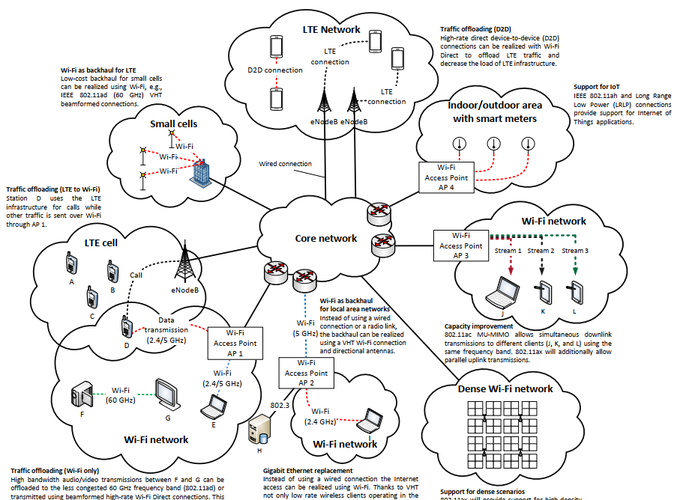 LTE Network
LTE
connection
D2D connection
LTE
connection
eNodeB eNodeB
Traffic offloading (D2D)
High-rate direct device-to-device (D2D)
connections can be realized with Wi-Fi
Direct to offload LTE traffic and
decrease the load of LTE infrastructure.
Wi-Fi as backhaul for LTE
Low-cost backhaul for small cells
can be realized using Wi-Fi, e.g.,
IEEE 802.11ad (60 GHz) VHT
beamformed connections.
Support for IoT
IEEE 802.11ah and Long Range
Low Power (LRLP) connections
provide support for Internet of
Things applications.
Indoor/outdoor area
with smart meters
Small cells
Wi-Fi
Wi-Fi
Wi-Fi
Wired connection
Wi-Fi
Access Point
AP 4
Traffic offloading (LTE to Wi-Fi)
Station D uses the LTE
infrastructure for calls while
other traffic is sent over Wi-Fi
through AP 1.
LTE cell
A
B
C
Call
eNodeB
Core network
Wi-Fi
Access Point
AP 3
Wi-Fi network
Stream 1 Stream 2 Stream 3
J
K
L
Capacity improvement
802.11ac MU-MIMO allows simultaneous downlink
transmissions to different clients (J, K, and L) using the
same frequency band. 802.11ax will additionally allow
parallel uplink transmissions.
D
Data
transmission
(2.4/5 GHz)
Wi-Fi
Access Point
AP 1
Wi-Fi
(2.4/5 GHz)
Wi-Fi
(5 GHz)
Wi-Fi as backhaul
for local area networks
Instead of using a wired
connection or a radio link,
the backhaul can be realized
using a VHT Wi-Fi connection
and directional antennas.
Wi-Fi
Access Point
AP 2
F
Wi-Fi
(60 GHz)
G
E
Wi-Fi network
802.3
H
Wi-Fi
(2.4 GHz)
I
Wi-Fi network
Dense Wi-Fi network
Traffic offloading (Wi-Fi only)
High bandwidth audio/video transmissions between F and G can be
offloaded to the less congested 60 GHz frequency band (802.11ad) or
transmitted using beamformed high-rate Wi-Fi Direct connections. This
Gigabit Ethernet replacement
Instead of using a wired connection the Internet
access can be realized using Wi-Fi. Thanks to VHT
not only low rate wireless clients operating in the
Support for dense scenarios